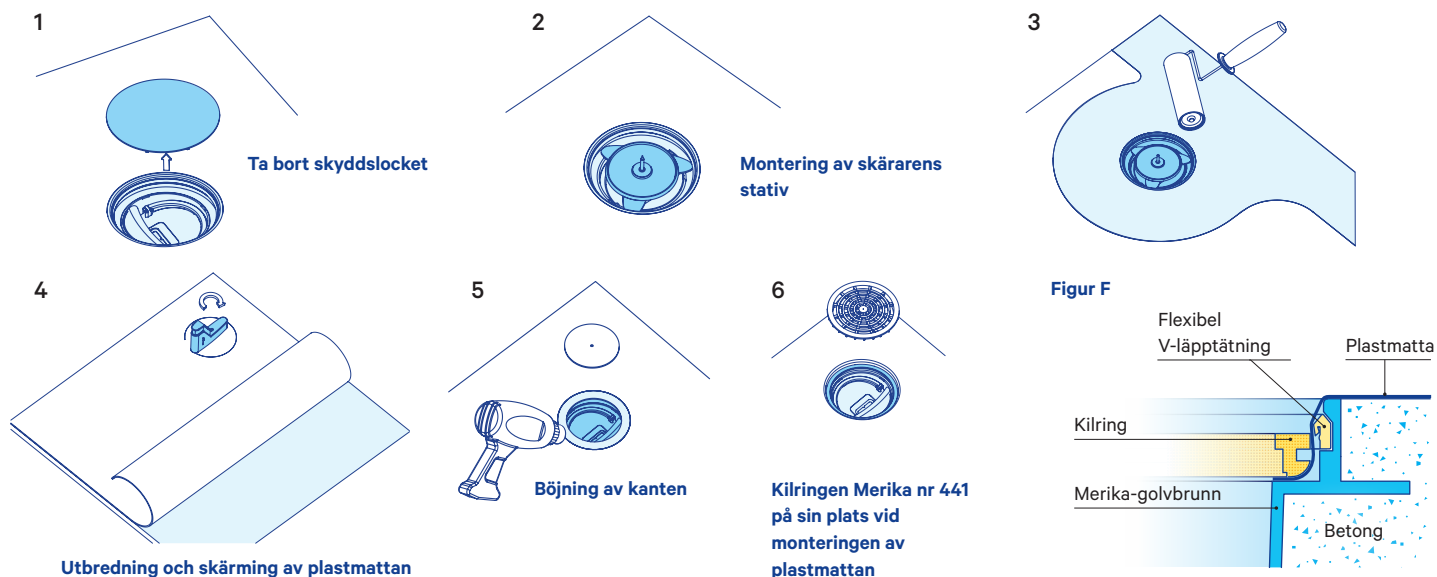 1
Ta bort skyddslocket
2
Montering av skärarens
stativ
3
4
Utbredning och skärming av plastmattan
5
Böjning av kanten
6
Kilringen Merika nr 441
på sin plats vid
monteringen av
plastmattan
Figur F
Flexibel
V-läpptätning
Plastmatta
Kilring
Merika-golvbrunn
Betong